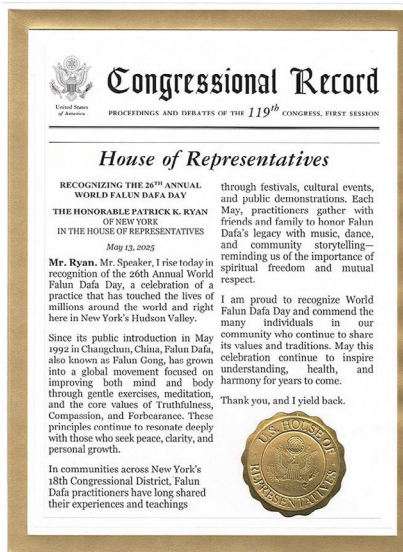 Congressional Record
United States
of America
PROCEEDINGS AND DEBATES OF THE 119th CONGRESS, FIRST SESSION
House of Representatives
RECOGNIZING THE 26TH ANNUAL
WORLD FALUN DAFA DAY
THE HONORABLE PATRICK K. RYAN
OF NEW YORK
IN THE HOUSE OF REPRESENTATIVES
May 13, 2025
Mr. Ryan. Mr. Speaker, I rise today in
recognition of the 26th Annual World
Falun Dafa Day, a celebration of a
practice that has touched the lives of
millions around the world and right
here in New York's Hudson Valley.
Since its public introduction in May
1992 in Changchun, China, Falun Dafa,
also known as Falun Gong, has grown
into a global movement focused on
improving both mind and body
through gentle exercises, meditation,
and the core values of Truthfulness,
Compassion, and Forbearance. These
principles continue to resonate deeply
with those who seek peace, clarity, and
personal growth.
In communities across New York's
18th Congressional District, Falun
Dafa practitioners have long shared
their experiences and teachings
through festivals, cultural events,
and public demonstrations. Each
May, practitioners gather with
friends and family to honor Falun
Dafa's legacy with music, dance,
and community storytelling—
reminding us of the importance of
spiritual freedom and mutual
respect.
I am proud to recognize World
Falun Dafa Day and commend the
many individuals in our
community who continue to share
its values and traditions. May this
celebration continue to inspire
understanding, health, and
harmony for years to come.
Thank you, and I yield back.
U.S. HOUSE OF
REPRESENTATIVES